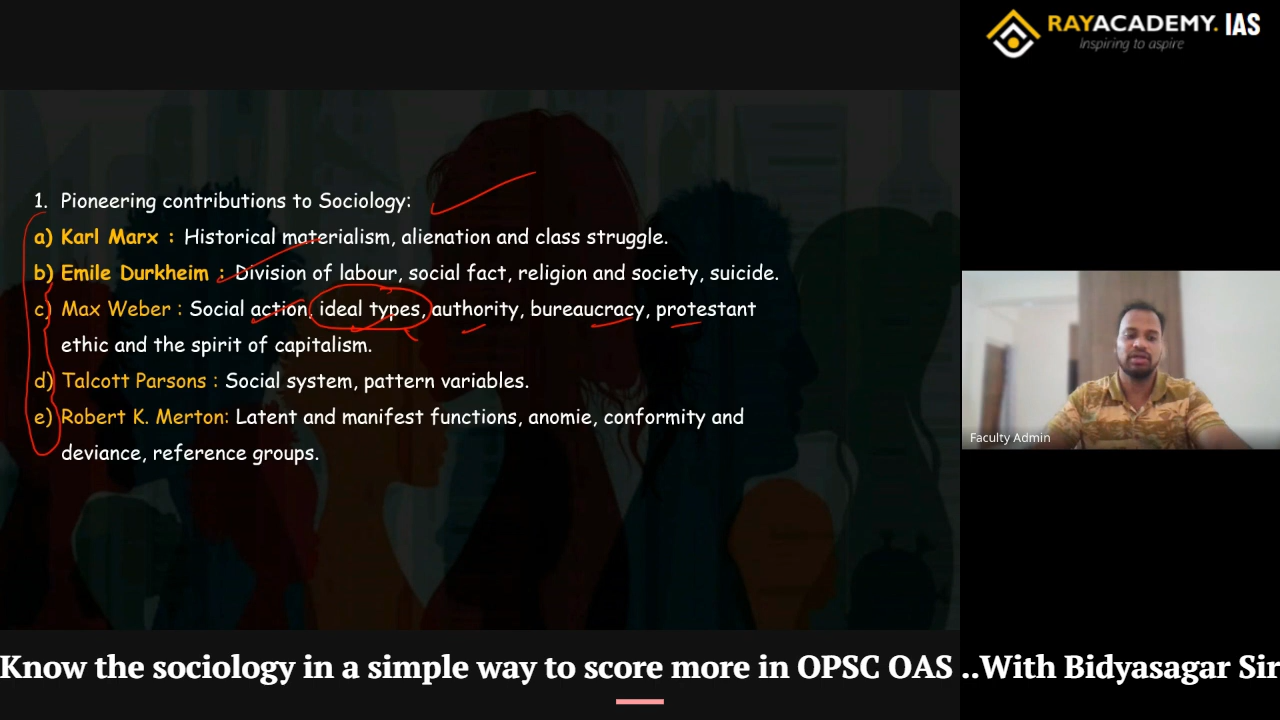 RAYACADEMY. IAS
Inspiring to aspire
1. Pioneering contributions to Sociology:
a) Karl Marx : Historical materialism, alienation and class struggle.
b) Emile Durkheim : Division of labour, social fact, religion and society, suicide.
c) Max Weber : Social action, ideal types, authority, bureaucracy, protestant
ethic and the spirit of capitalism.
d) Talcott Parsons : Social system, pattern variables.
e) Robert K. Merton: Latent and manifest functions, anomie, conformity and
deviance, reference groups.
Faculty Admin
Know the sociology in a simple way to score more in OPSC OAS ..With Bidyasagar Sir